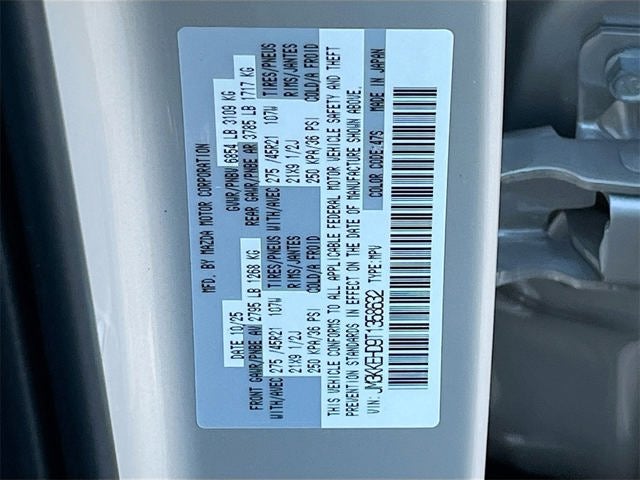 MFD. BY MAZDA MOTOR CORPORATION
DATE 10/25 GVWR/PNBV 6854 LB 3109 KG
FRONT GAWR/PNBE AV 2795 LB 1268 KG REAR GAWR/PNBE AR 3785 LB 1717 KG
WITH/AVEC 275 /45R21 107W TIRES/PNEUS WITH/AVEC 275 /45R21 107W TIRES/PNEUS
21X9 1/2J RIMS/JANTES 21X9 1/2J RIMS/JANTES
250 KPA/36 PSI COLD/A FROID 250 KPA/36 PSI COLD/A FROID
THIS VEHICLE CONFORMS TO ALL APPLICABLE FEDERAL MOTOR VEHICLE SAFETY AND THEFT
PREVENTION STANDARDS IN EFFECT ON THE DATE OF MANUFACTURE SHOWN ABOVE.
VIN: JM3KKEHD9T1358632 TYPE: MPV COLOR CODE: 47S MADE IN JAPAN